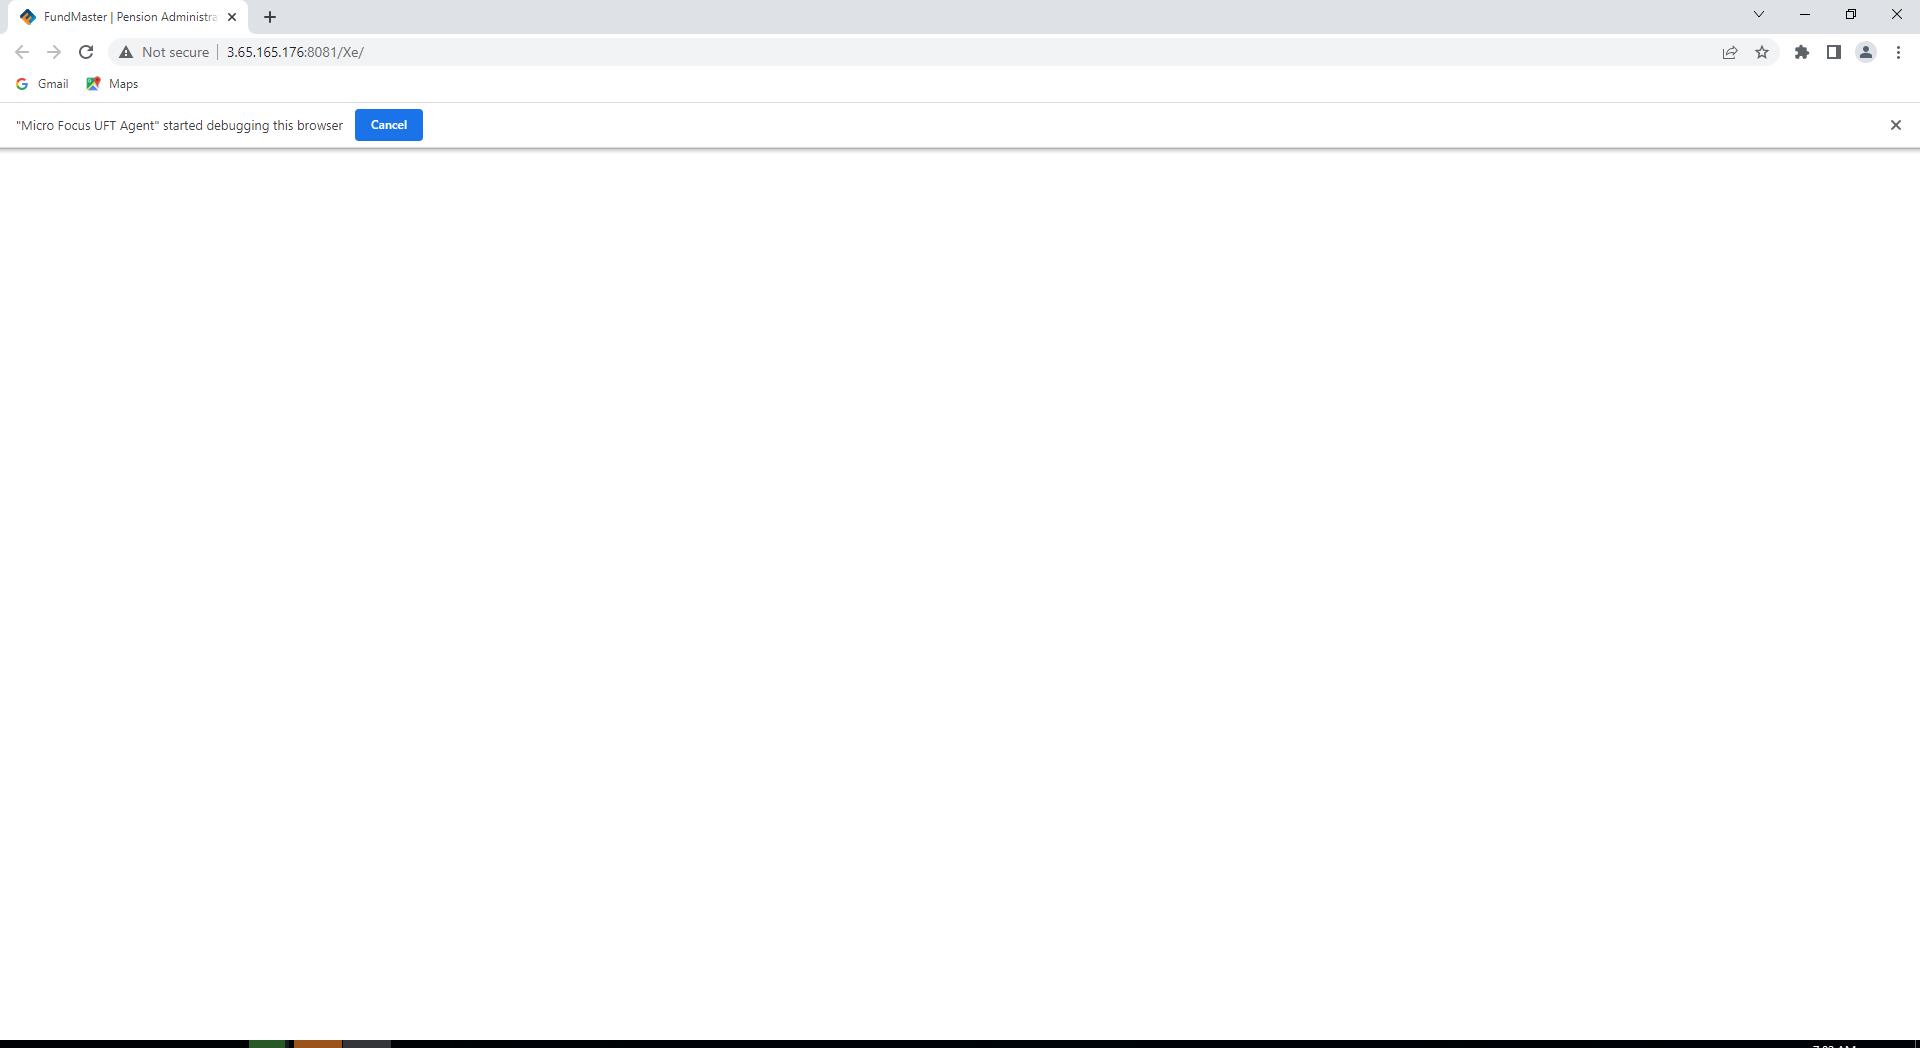 FundMaster | Pension Administra
Not secure 3.65.165.176:8081/Xe/
Gmail Maps
"Micro Focus UFT Agent" started debugging this browser Cancel